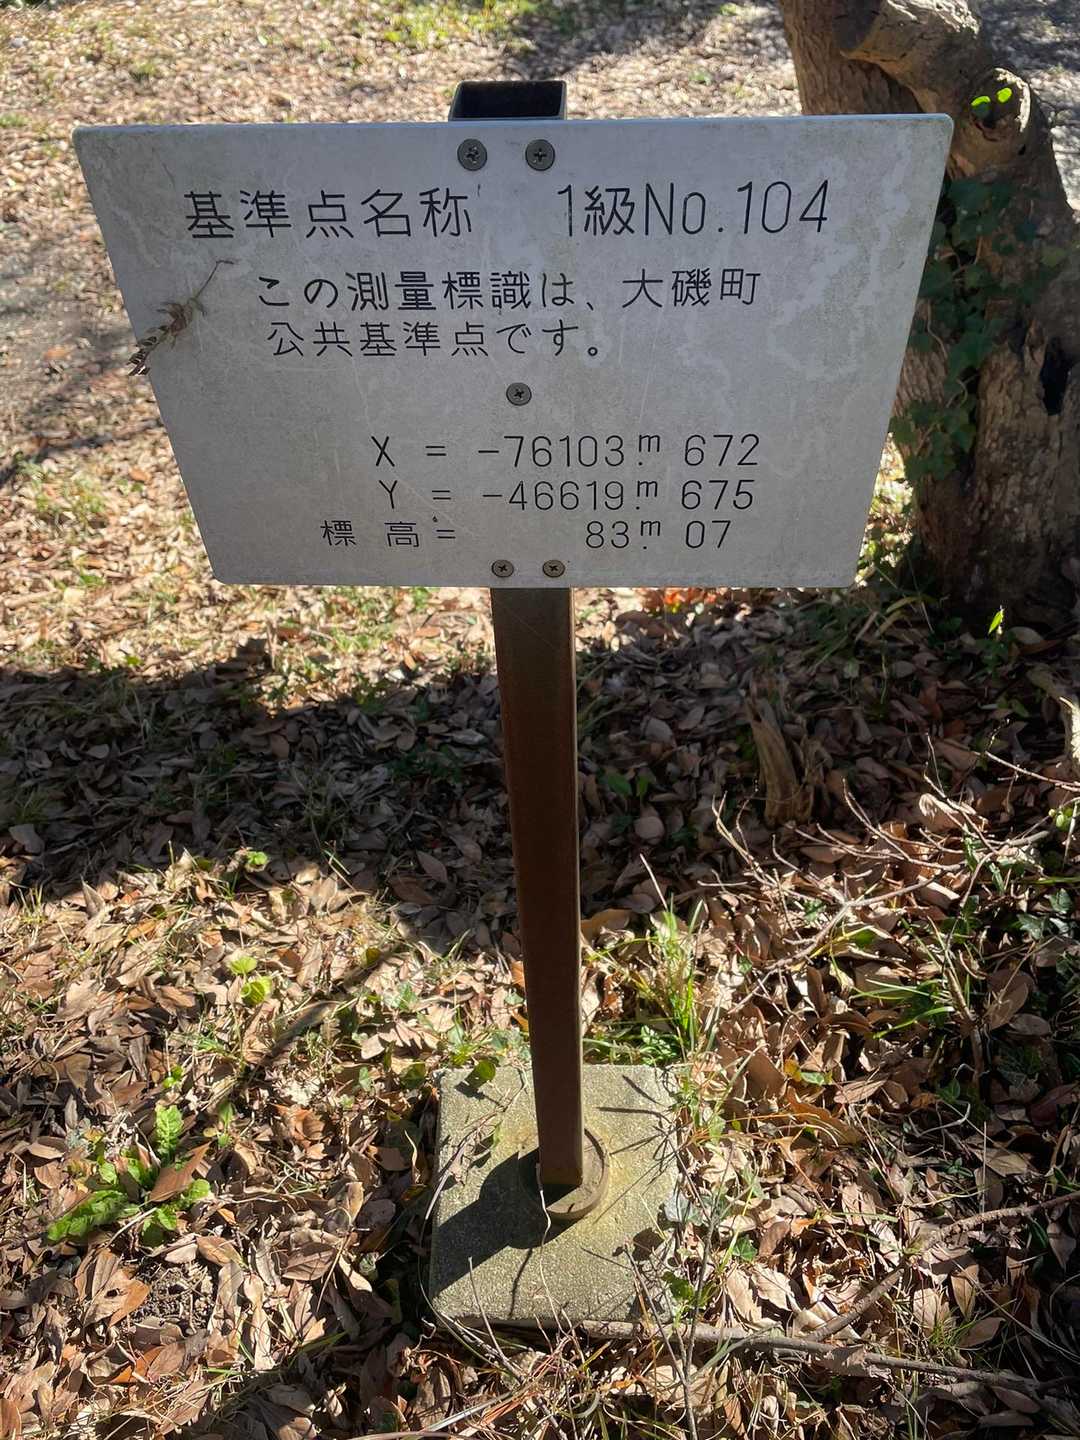 基準点名称　1級No.104
この測量標識は、大磯町
公共基準点です。
X = -76103.m 672
Y = -46619.m 675
標 高 = 83.m 07